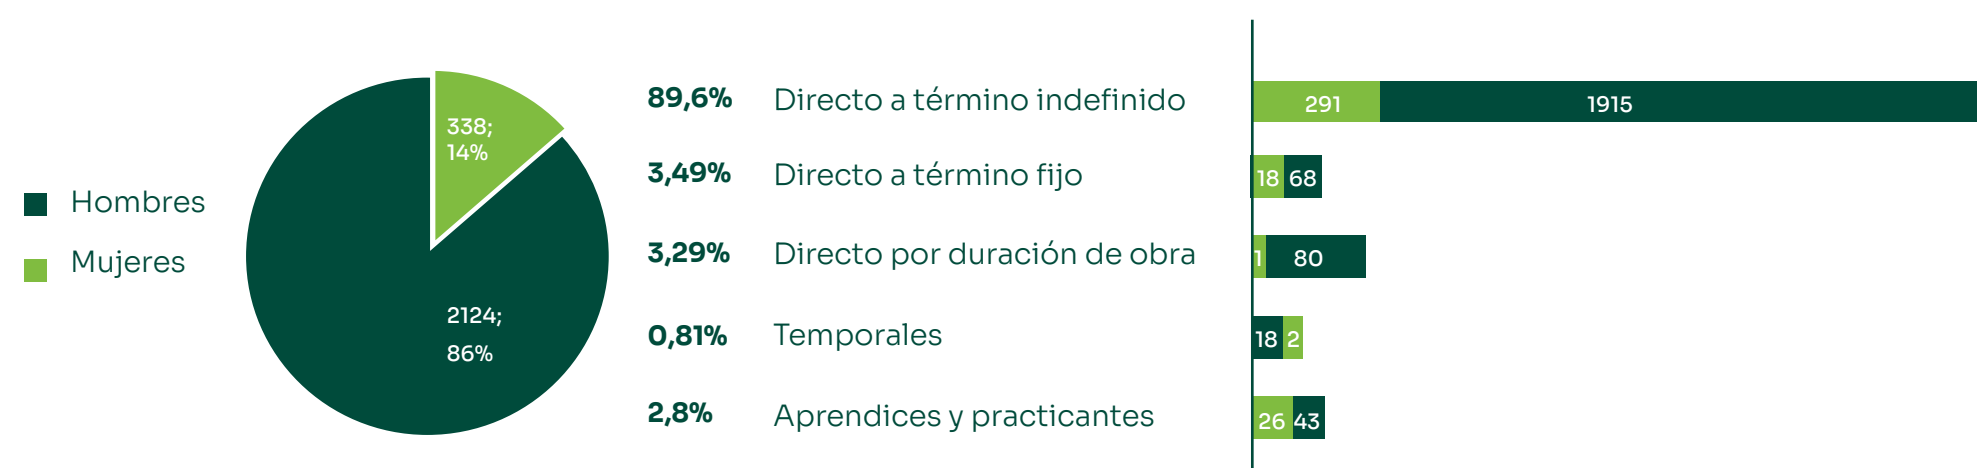 Hombres
Mujeres
338;
14%
2124;
86%
89,6% Directo a término indefinido 291 1915
3,49% Directo a término fijo 18 68
3,29% Directo por duración de obra 1 80
0,81% Temporales 18 2
2,8% Aprendices y practicantes 26 43